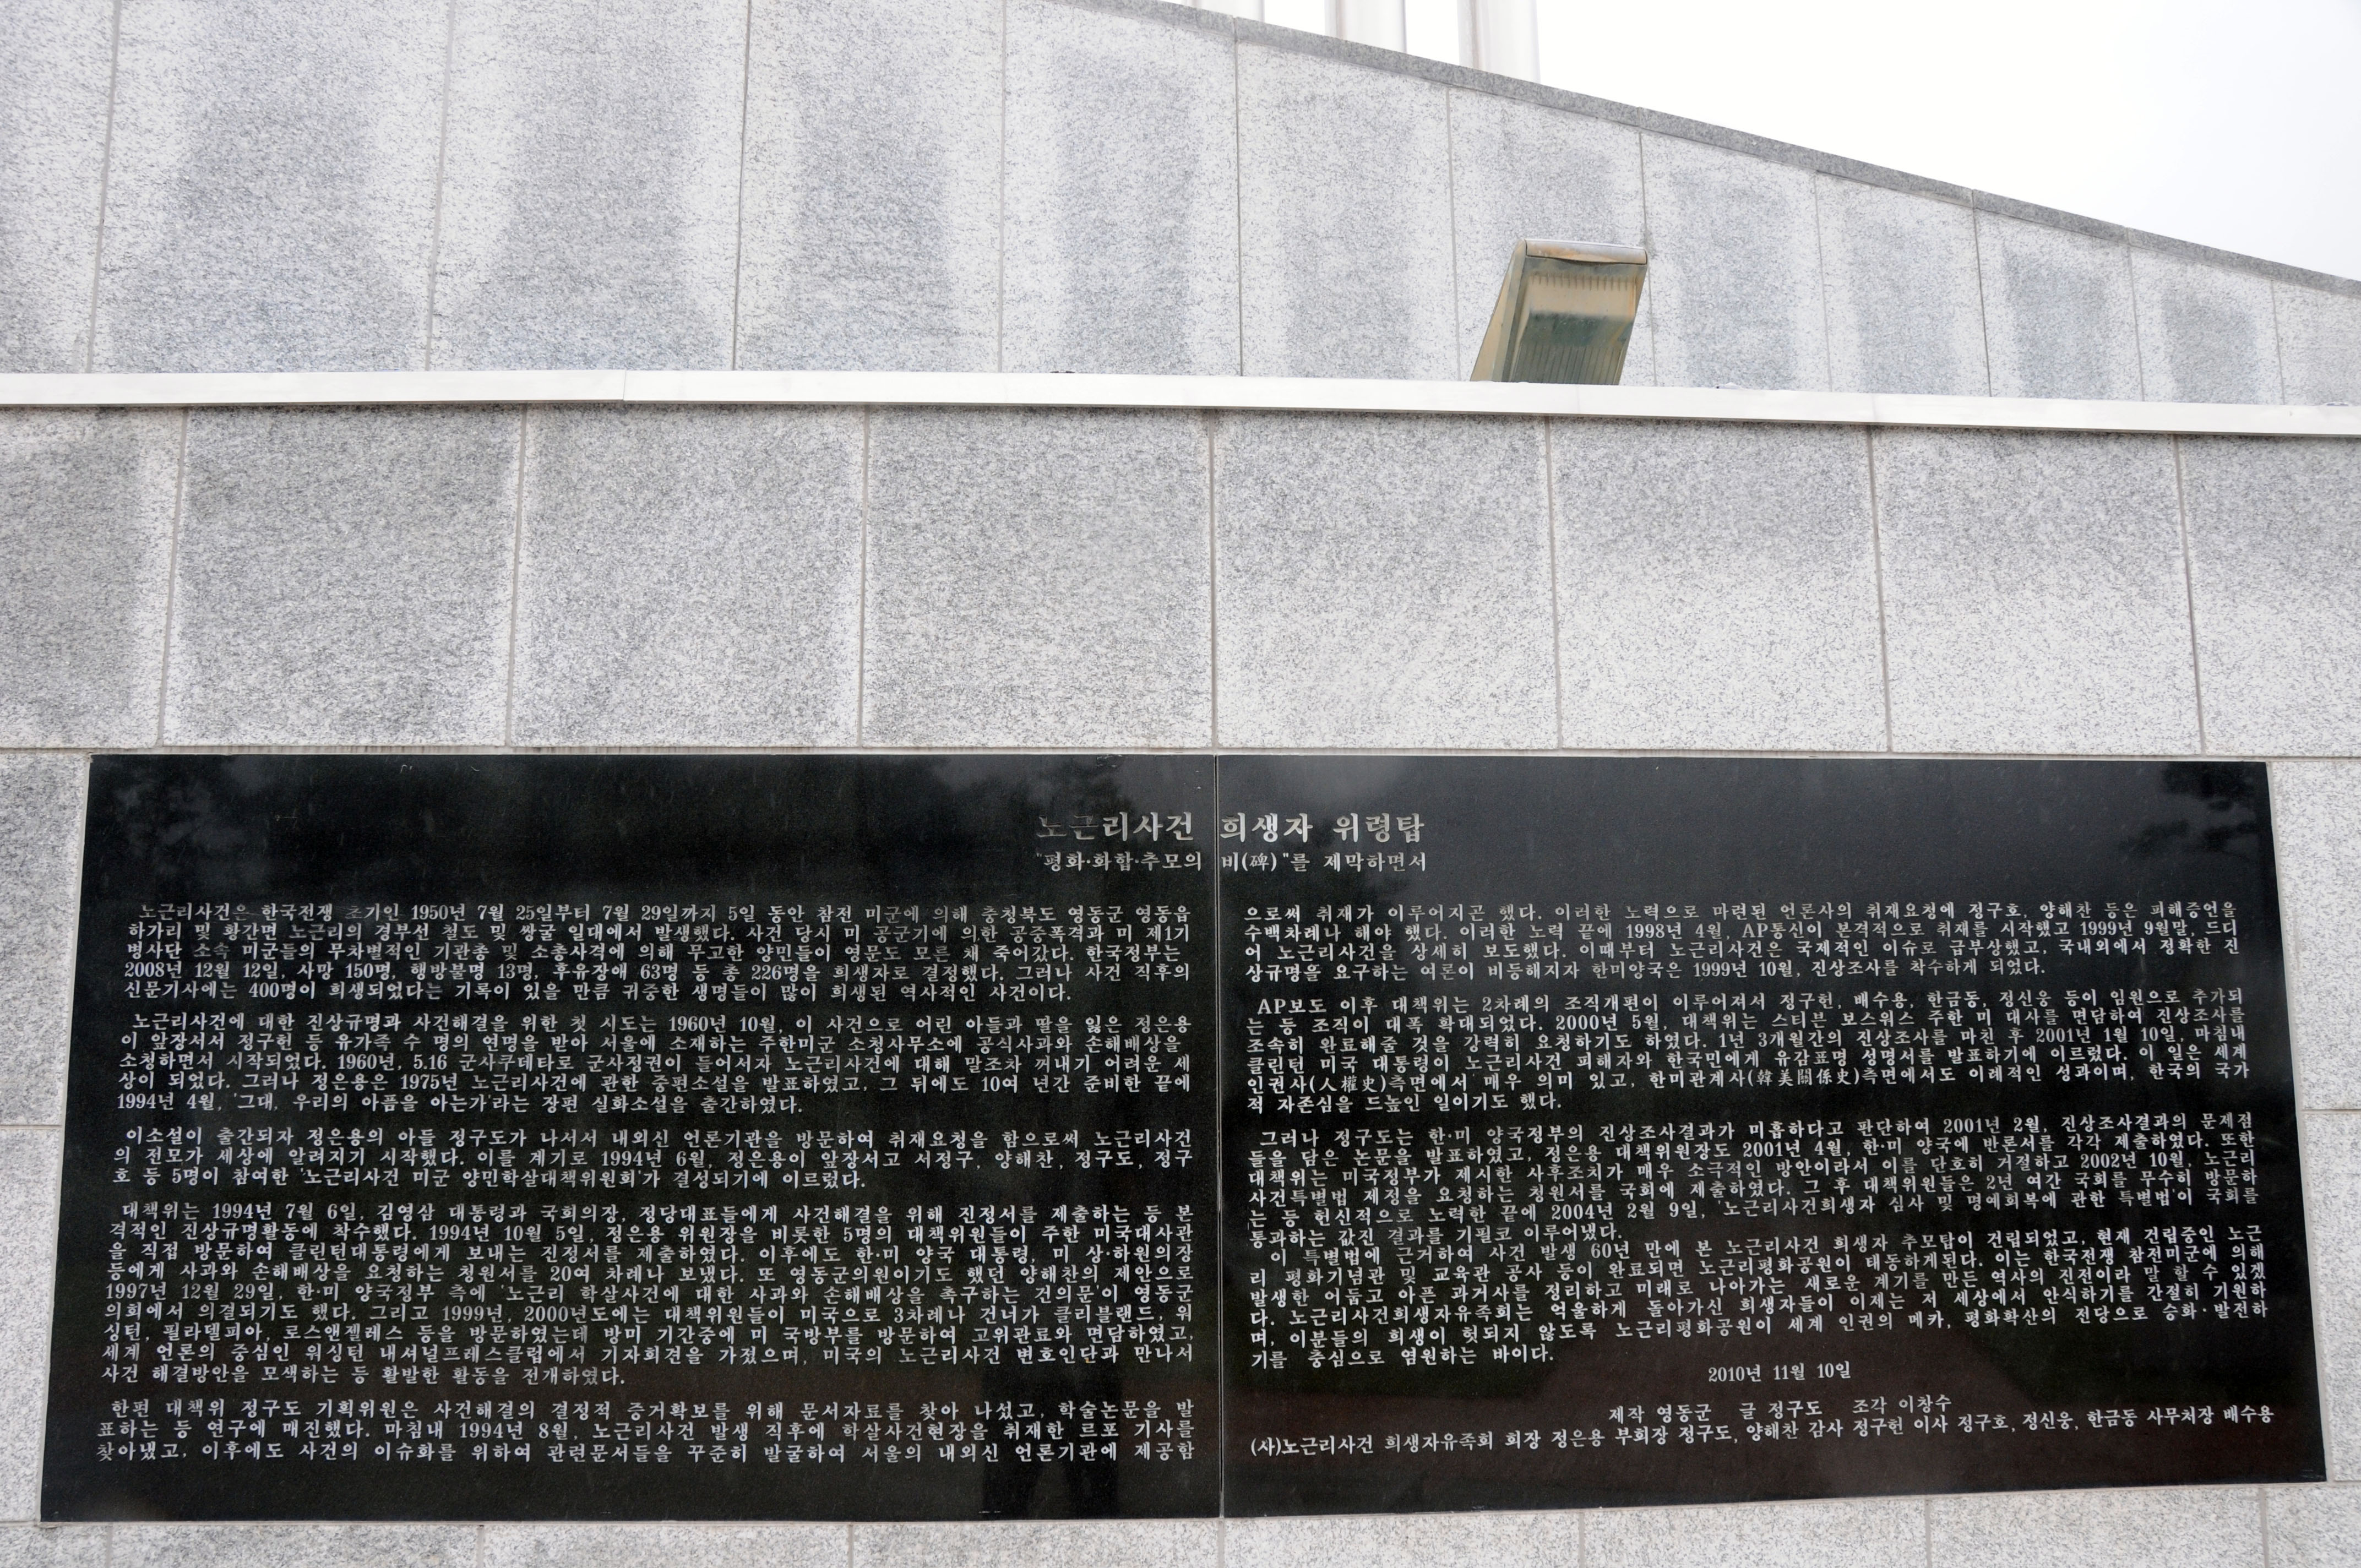 노근리사건 희생자 위령탑
"평화·화합·추모의 비(碑)"를 제막하면서
노근리사건은 한국전쟁 초기인 1950년 7월 25일부터 7월 29일까지 5일 동안 참전 미군에 의해 충청북도 영동군 영동읍
하가리 및 황간면 노근리의 경부선 철도 및 쌍굴 일대에서 발생했다. 사건 당시 미 공군기에 의한 공중폭격과 미 제1기
병사단 소속 미군들의 무차별적인 기관총 및 소총사격에 의해 무고한 양민들이 영문도 모른 채 죽어갔다. 한국정부는
2008년 12월 12일, 사망 150명, 행방불명 13명, 후유장애 63명 등 총 226명을 희생자로 결정했다. 그러나 사건 직후의
신문기사에는 400명이 희생되었다는 기록이 있을 만큼 귀중한 생명들이 많이 희생된 역사적인 사건이다.
노근리사건에 대한 진상규명과 사건해결을 위한 첫 시도는 1960년 10월, 이 사건으로 어린 아들과 딸을 잃은 정은용
이 앞장서서 정구헌 등 유가족 수 명의 연명을 받아 서울에 소재하는 주한미군 소청사무소에 공식사과와 손해배상을
소청하면서 시작되었다. 1960년, 5.16 군사쿠테타로 군사정권이 들어서자 노근리사건에 대해 말조차 꺼내기 어려운 세
상이 되었다. 그러나 정은용은 1975년 노근리사건에 관한 중편소설을 발표하였고, 그 뒤에도 10여 년간 준비한 끝에
1994년 4월, '그대, 우리의 아픔을 아는가'라는 장편 실화소설을 출간하였다.
이소설이 출간되자 정은용의 아들 정구도가 나서서 내외신 언론기관을 방문하여 취재요청을 함으로써 노근리사건
의 전모가 세상에 알려지기 시작했다. 이를 계기로 1994년 6월, 정은용이 앞장서고 서정구, 양해찬, 정구도, 정구
호 등 5명이 참여한 '노근리사건 미군 양민학살대책위원회'가 결성되기에 이르렀다.
대책위는 1994년 7월 6일, 김영삼 대통령과 국회의장, 정당대표들에게 사건해결을 위해 진정서를 제출하는 등 본
격적인 진상규명활동에 착수했다. 1994년 10월 5일, 정은용 위원장을 비롯한 5명의 대책위원들이 주한 미국대사관
을 직접 방문하여 클린턴대통령에게 보내는 진정서를 제출하였다. 이후에도 한·미 양국 대통령, 미 상·하원의장
등에게 사과와 손해배상을 요청하는 청원서를 20여 차례나 보냈다. 또 영동군의원이기도 했던 양해찬의 제안으로
1997년 12월 29일, 한·미 양국정부 측에 '노근리 학살사건에 대한 사과와 손해배상을 촉구하는 건의문'이 영동군
의회에서 의결되기도 했다. 그리고 1999년, 2000년도에는 대책위원들이 미국으로 3차례나 건너가 클리블랜드, 워
싱턴, 필라델피아, 로스앤젤레스 등을 방문하였는데 방미 기간중에 미 국방부를 방문하여 고위관료와 면담하였고,
세계 언론의 중심인 워싱턴 내셔널프레스클럽에서 기자회견을 가졌으며, 미국의 노근리사건 변호인단과 만나서
사건 해결방안을 모색하는 등 활발한 활동을 전개하였다.
한편 대책위 정구도 기획위원은 사건해결의 결정적 증거확보를 위해 문서자료를 찾아 나섰고, 학술논문을 발
표하는 등 연구에 매진했다. 마침내 1994년 8월, 노근리사건 발생 직후에 학살사건현장을 취재한 르포 기사를
찾아냈고, 이후에도 사건의 이슈화를 위하여 관련문서들을 꾸준히 발굴하여 서울의 내외신 언론기관에 제공함
으로써 취재가 이루어지곤 했다. 이러한 노력으로 마련된 언론사의 취재요청에 정구호, 양해찬 등은 피해증언을
수백차례나 해야 했다. 이러한 노력 끝에 1998년 4월, AP통신이 본격적으로 취재를 시작했고 1999년 9월말, 드디
어 노근리사건을 상세히 보도했다. 이때부터 노근리사건은 국제적인 이슈로 급부상했고, 국내외에서 정확한 진
상규명을 요구하는 여론이 비등해지자 한미양국은 1999년 10월, 진상조사를 착수하게 되었다.
AP보도 이후 대책위는 2차례의 조직개편이 이루어져서 정구헌, 배수용, 한금동, 정신웅 등이 임원으로 추가되
는 등 조직이 대폭 확대되었다. 2000년 5월, 대책위는 스티븐 보스워스 주한 미 대사를 면담하여 진상조사를
조속히 완료해줄 것을 강력히 요청하기도 하였다. 1년 3개월간의 진상조사를 마친 후 2001년 1월 10일, 마침내
클린턴 미국 대통령이 노근리사건 피해자와 한국민에게 유감표명 성명서를 발표하기에 이르렀다. 이 일은 세계
인권사(人權史)측면에서 매우 의미 있고, 한미관계사(韓美關係史)측면에서도 이례적인 성과이며, 한국의 국가
적 자존심을 드높인 일이기도 했다.
그러나 정구도는 한·미 양국정부의 진상조사결과가 미흡하다고 판단하여 2001년 2월, 진상조사결과의 문제점
들을 담은 논문을 발표하였고, 정은용 대책위원장도 2001년 4월, 한·미 양국에 반론서를 각각 제출하였다. 또한
대책위는 미국정부가 제시한 사후조치가 매우 소극적인 방안이라서 이를 단호히 거절하고 2002년 10월, 노근리
사건특별법 제정을 요청하는 청원서를 국회에 제출하였다. 그 후 대책위원들은 2년 여간 국회를 무수히 방문하
는 등 헌신적으로 노력한 끝에 2004년 2월 9일, '노근리사건희생자 심사 및 명예회복에 관한 특별법'이 국회를
통과하는 값진 결과를 기필코 이루어냈다.
이 특별법에 근거하여 사건 발생 60년 만에 본 노근리사건 희생자 추모탑이 건립되었고, 현재 건립중인 노근
리 평화기념관 및 교육관 공사 등이 완료되면 노근리평화공원이 태동하게된다. 이는 한국전쟁 참전미군에 의해
발생한 어둡고 아픈 과거사를 정리하고 미래로 나아가는 새로운 계기를 만든 역사의 진전이라 말 할 수 있겠
다. 노근리사건희생자유족회는 억울하게 돌아가신 희생자들이 이제는 저 세상에서 안식하기를 간절히 기원하
며, 이분들의 희생이 헛되지 않도록 노근리평화공원이 세계 인권의 메카, 평화확산의 전당으로 승화·발전하
기를 충심으로 염원하는 바이다.
2010년 11월 10일
제작 영동군 글 정구도 조각 이창수
(사)노근리사건 희생자유족회 회장 정은용 부회장 정구도, 양해찬 감사 정구헌 이사 정구호, 정신웅, 한금동 사무처장 배수용